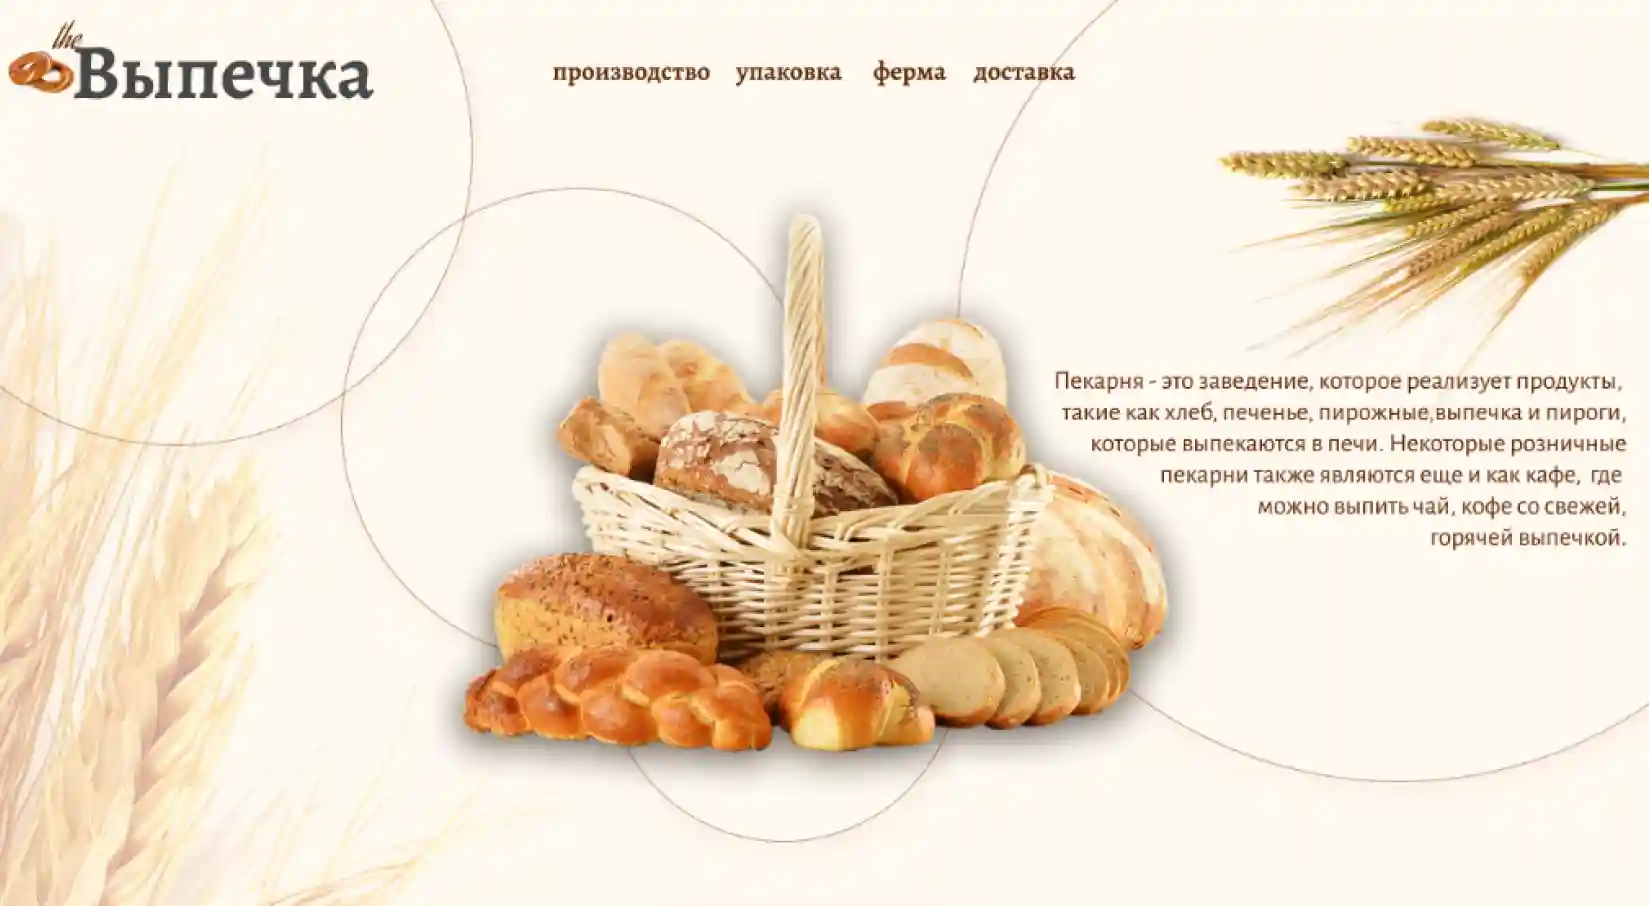 the
Выпечка
производство упаковка ферма доставка
Пекарня - это заведение, которое реализует продукты,
такие как хлеб, печенье, пирожные,выпечка и пироги,
которые выпекаются в печи. Некоторые розничные
пекарни также являются еще и как кафе, где
можно выпить чай, кофе со свежей,
горячей выпечкой.